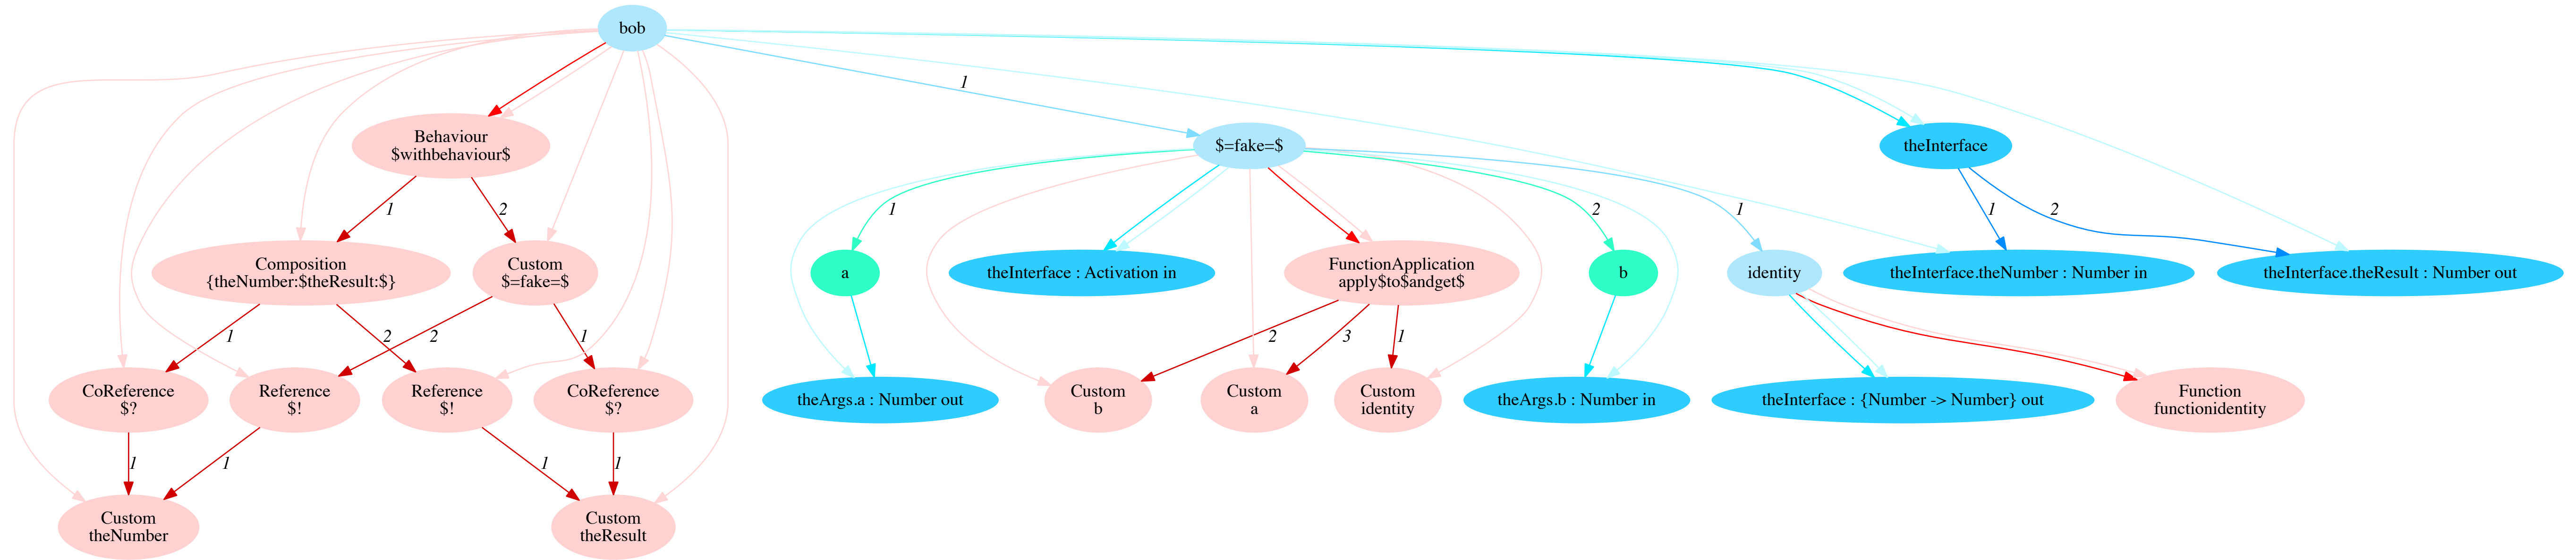 bob
1
Behaviour
$withbehaviour$
$=fake=$
theInterface
1
2
1
2
1
1
2
Composition
{theNumber:$theResult:$}
Custom
$=fake=$
a
theInterface : Activation in
FunctionApplication
apply$to$andget$
b
identity
theInterface.theNumber : Number in
theInterface.theResult : Number out
1
2
2
1
2
3
1
CoReference
$?
Reference
$!
Reference
$!
CoReference
$?
theArgs.a : Number out
Custom
b
Custom
a
Custom
identity
theArgs.b : Number in
theInterface : {Number -> Number} out
Function
functionidentity
1
1
1
1
Custom
theNumber
Custom
theResult